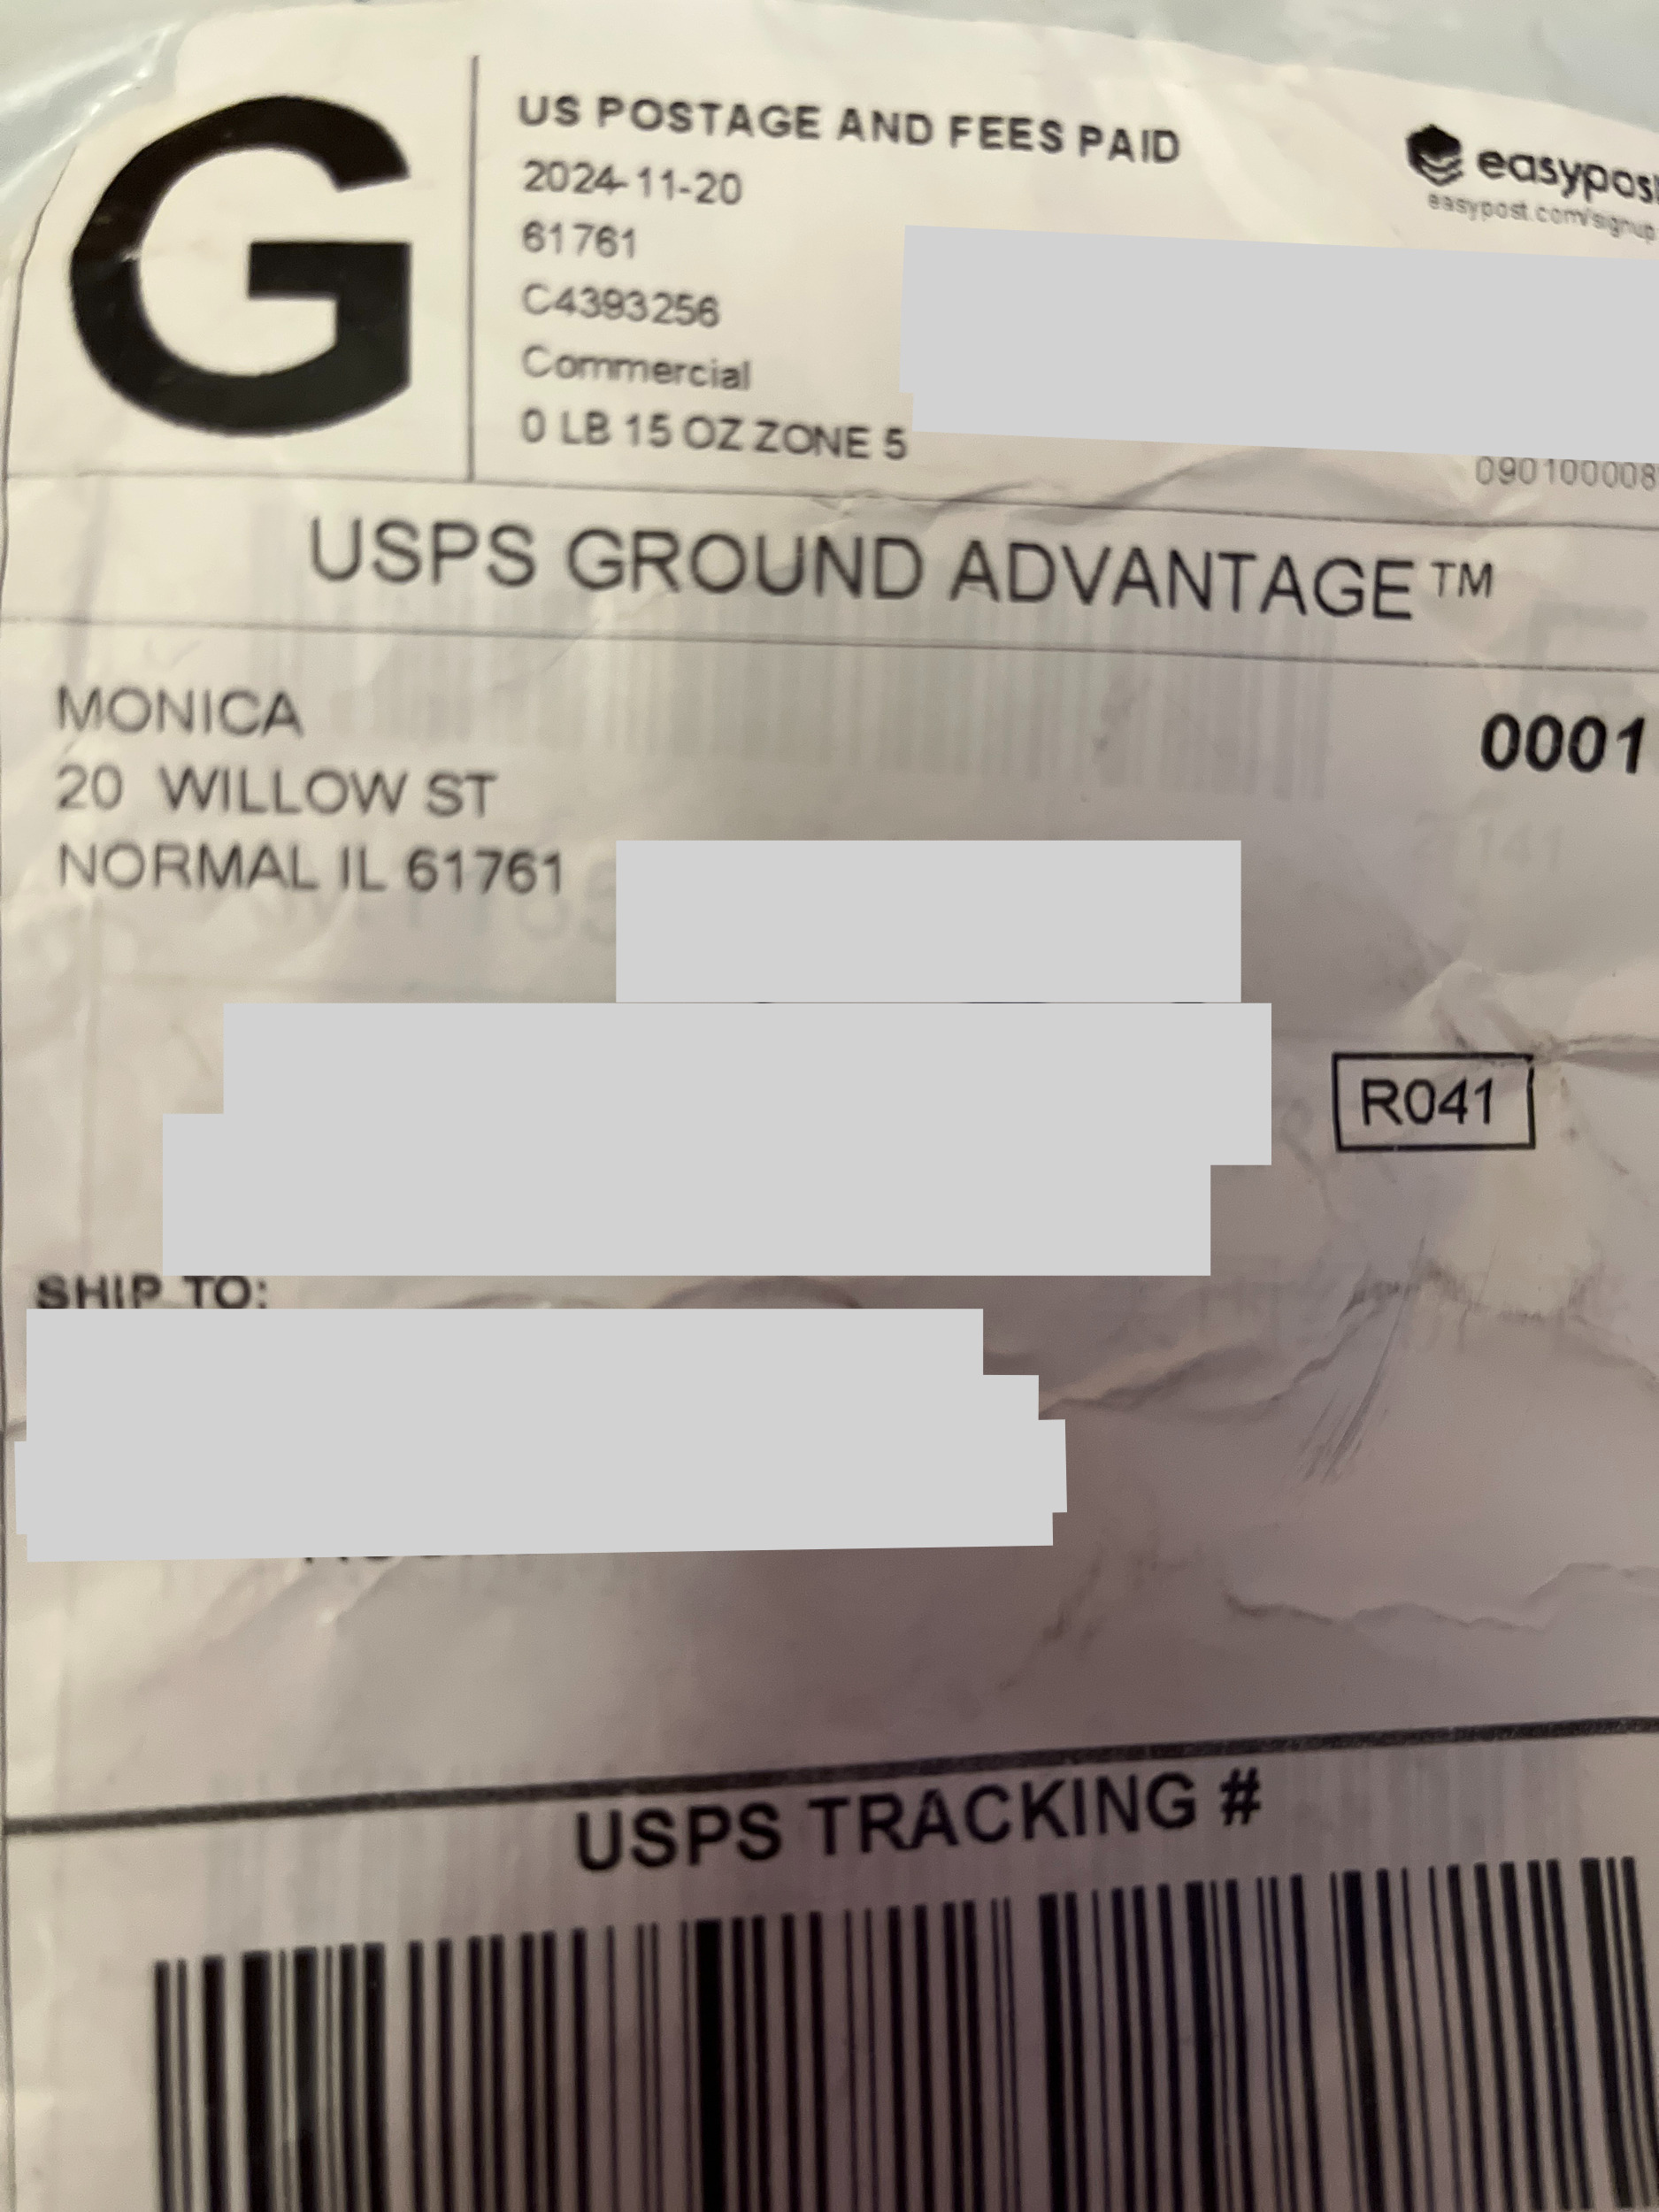 G
US POSTAGE AND FEES PAID
2024-11-20
61761
C4393256
Commercial
0 LB 15 OZ ZONE 5
easypost
easypost.com/signup
090100008
USPS GROUND ADVANTAGE™
MONICA
20 WILLOW ST
NORMAL IL 61761
0001
R041
SHIP TO:
USPS TRACKING #